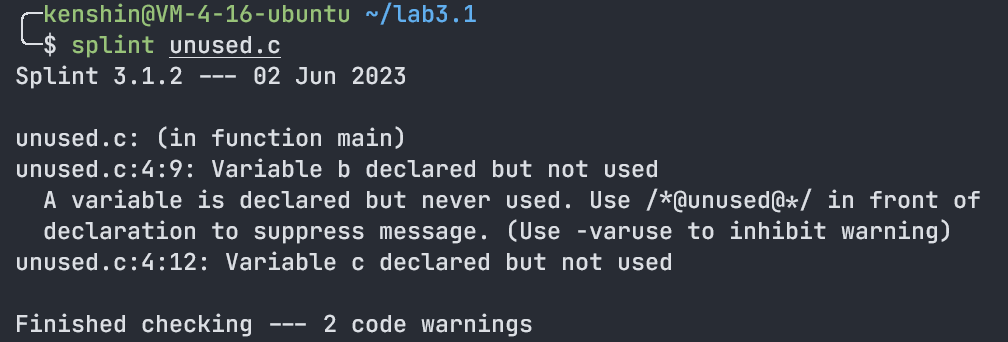 kenshin@VM-4-16-ubuntu ~/lab3.1
$ splint unused.c
Splint 3.1.2 --- 02 Jun 2023
unused.c: (in function main)
unused.c:4:9: Variable b declared but not used
A variable is declared but never used. Use /*@unused@*/ in front of
declaration to suppress message. (Use -varuse to inhibit warning)
unused.c:4:12: Variable c declared but not used
Finished checking --- 2 code warnings